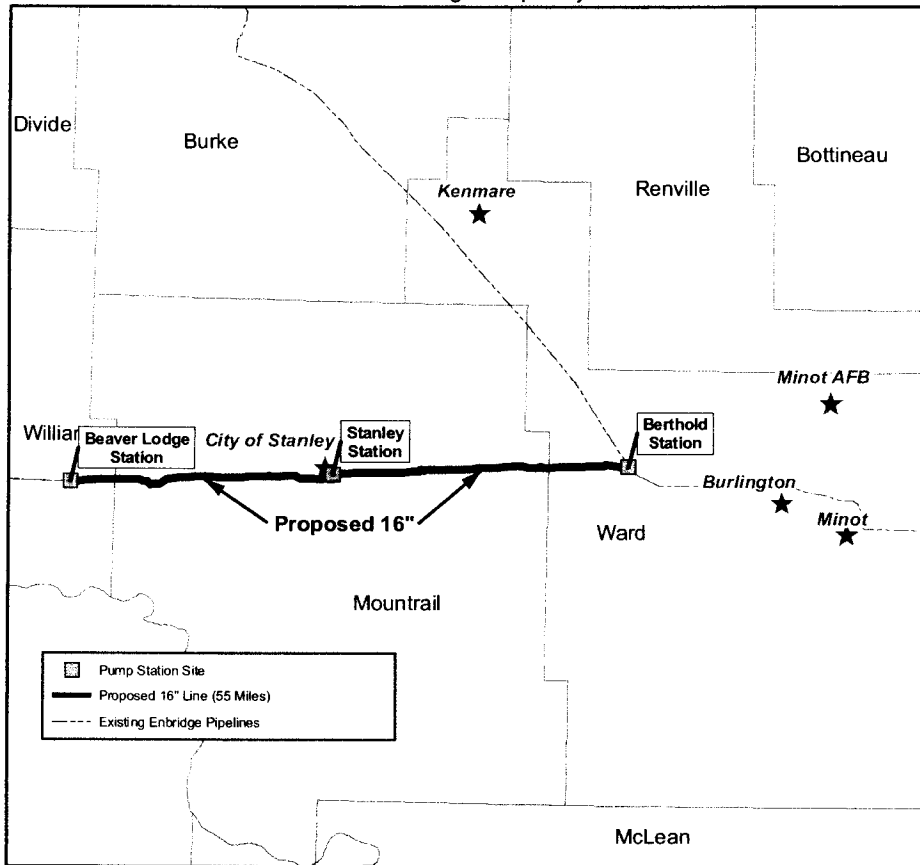 Divide
Burke
Bottineau
Renville
Kenmare
Minot AFB
William
Beaver Lodge
Station
City of Stanley
Stanley
Station
Berthold
Station
Burlington
Minot
Proposed 16"
Ward
Mountrail
Pump Station Site
Proposed 16" Line (55 Miles)
Existing Enbridge Pipelines
McLean